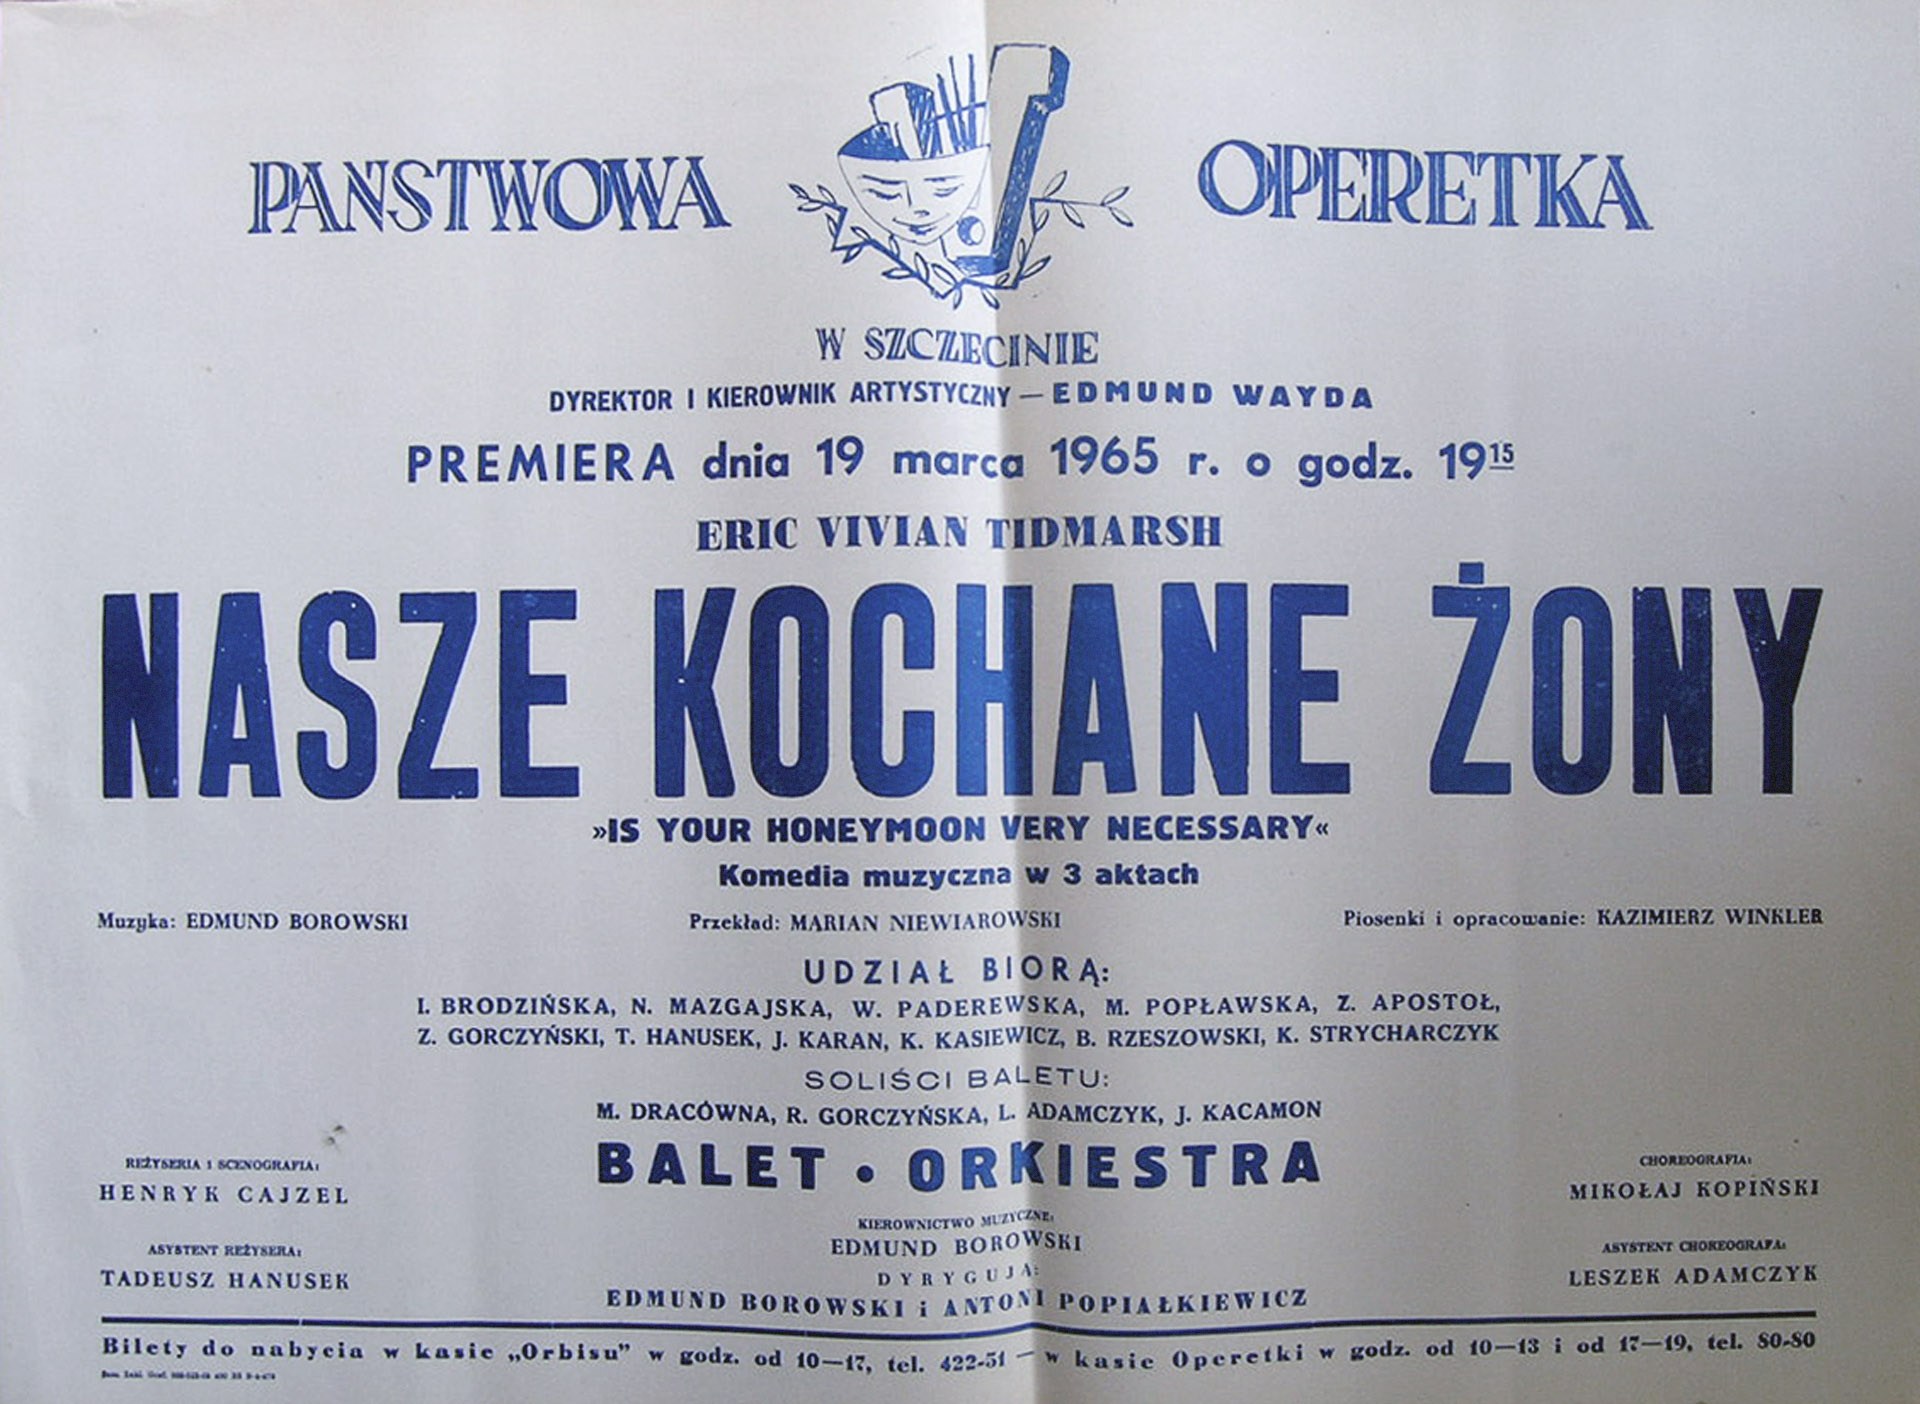 PAŃSTWOWA OPERETKA
W SZCZECINIE
DYREKTOR I KIEROWNIK ARTYSTYCZNY — EDMUND WAYDA
PREMIERA dnia 19 marca 1965 r. o godz. 19 15
ERIC VIVIAN TIDMARSH
NASZE KOCHANE ŻONY
»IS YOUR HONEYMOON VERY NECESSARY«
Komedia muzyczna w 3 aktach
Muzyka: EDMUND BOROWSKI Przekład: MARIAN NIEWIAROWSKI Piosenki i opracowanie: KAZIMIERZ WINKLER
UDZIAŁ BIORĄ:
I. BRODZIŃSKA, N. MAZGAJSKA, W. PADEREWSKA, M. POPŁAWSKA, Z. APOSTOŁ,
Z. GORCZYŃSKI, T. HANUSEK, J. KARAN, K. KASIEWICZ, B. RZESZOWSKI, K. STRYCHARCZYK
SOLIŚCI BALETU:
M. DRACÓWNA, R. GORCZYŃSKA, L. ADAMCZYK, J. KACAMON
BALET • ORKIESTRA
REŻYSERIA I SCENOGRAFIA:
HENRYK CAJZEL
ASYSTENT REŻYSERA:
TADEUSZ HANUSEK
KIEROWNICTWO MUZYCZNE:
EDMUND BOROWSKI
DYRYGUJĄ:
EDMUND BOROWSKI i ANTONI POPIAŁKIEWICZ
CHOREOGRAFIA:
MIKOŁAJ KOPIŃSKI
ASYSTENT CHOREOGRAFA:
LESZEK ADAMCZYK
Bilety do nabycia w kasie „Orbisu” w godz. od 10—17, tel. 422-51 — w kasie Operetki w godz. od 10—13 i od 17—19, tel. 80-80